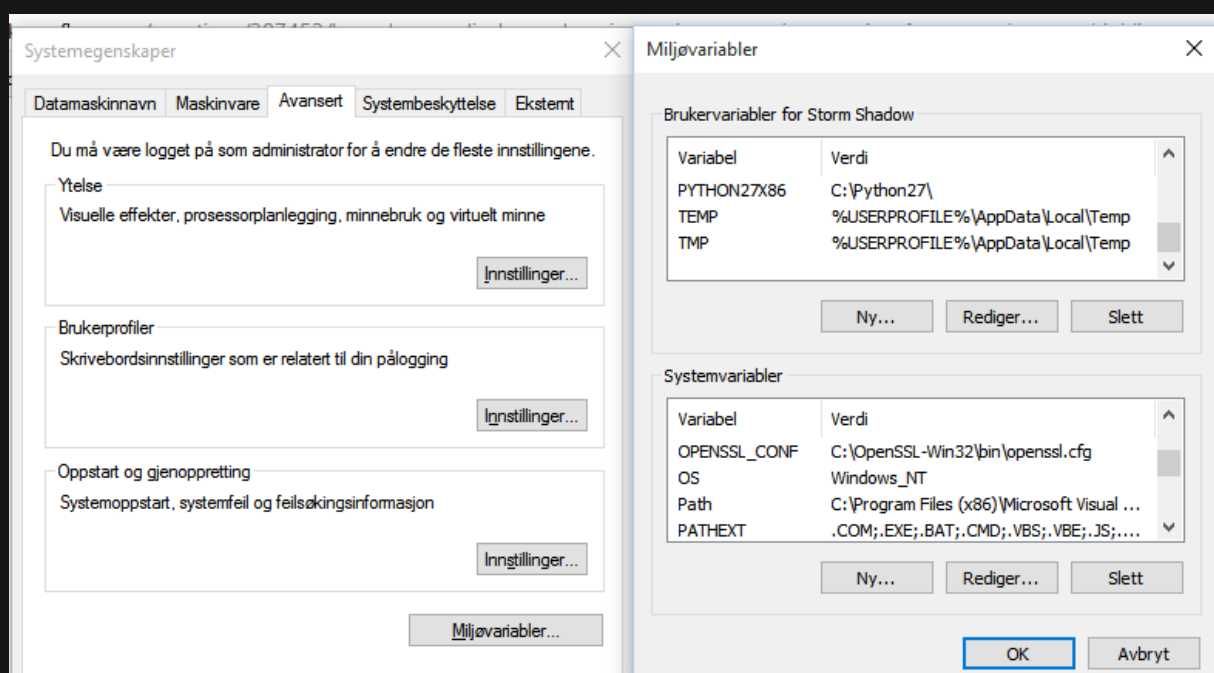 Systemegenskaper
Datamaskinnavn Maskinvare Avansert Systembeskyttelse Eksternt
Du må være logget på som administrator for å endre de fleste innstillingene.
Ytelse
Visuelle effekter, prosessorplanlegging, minnebruk og virtuelt minne
Innstillinger...
Brukerprofiler
Skrivebordsinnstillinger som er relatert til din pålogging
Innstillinger...
Oppstart og gjenoppretting
Systemoppstart, systemfeil og feilsøkingsinformasjon
Innstillinger...
Miljøvariabler...
Miljøvariabler
Brukervariabler for Storm Shadow
Variabel Verdi
PYTHON27X86 C:\Python27\
TEMP %USERPROFILE%\AppData\Local\Temp
TMP %USERPROFILE%\AppData\Local\Temp
Ny... Rediger... Slett
Systemvariabler
Variabel Verdi
OPENSSL_CONF C:\OpenSSL-Win32\bin\openssl.cfg
OS Windows_NT
Path C:\Program Files (x86)\Microsoft Visual ...
PATHEXT .COM;.EXE;.BAT;.CMD;.VBS;.VBE;.JS;....
Ny... Rediger... Slett
OK Avbryt